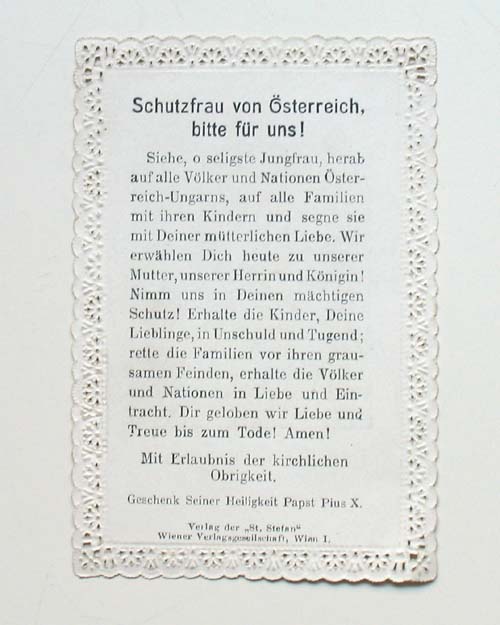 Schutzfrau von Österreich,
bitte für uns!
Siehe, o seligste Jungfrau, herab
auf alle Völker und Nationen Öster-
reich-Ungarns, auf alle Familien
mit ihren Kindern und segne sie
mit Deiner mütterlichen Liebe. Wir
erwählen Dich heute zu unserer
Mutter, unserer Herrin und Königin!
Nimm uns in Deinen mächtigen
Schutz! Erhalte die Kinder, Deine
Lieblinge, in Unschuld und Tugend;
rette die Familien vor ihren grau-
samen Feinden, erhalte die Völker
und Nationen in Liebe und Ein-
tracht. Dir geloben wir Liebe und
Treue bis zum Tode! Amen!
Mit Erlaubnis der kirchlichen
Obrigkeit.
Geschenk Seiner Heiligkeit Papst Pius X.
Verlag der „St. Stefan“
Wiener Verlagsgesellschaft, Wien I.